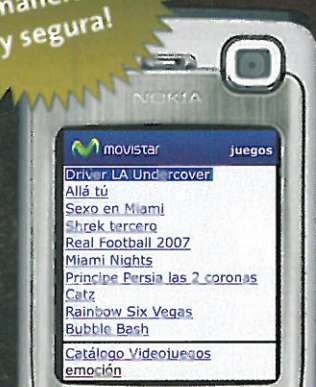 y segura!
NOKIA
movistar juegos
Driver LA Undercover
Allá tú
Sexo en Miami
Shrek tercero
Real Football 2007
Miami Nights
Principe Persia las 2 coronas
Catz
Rainbow Six Vegas
Bubble Bash
Catálogo Videojuegos
emoción